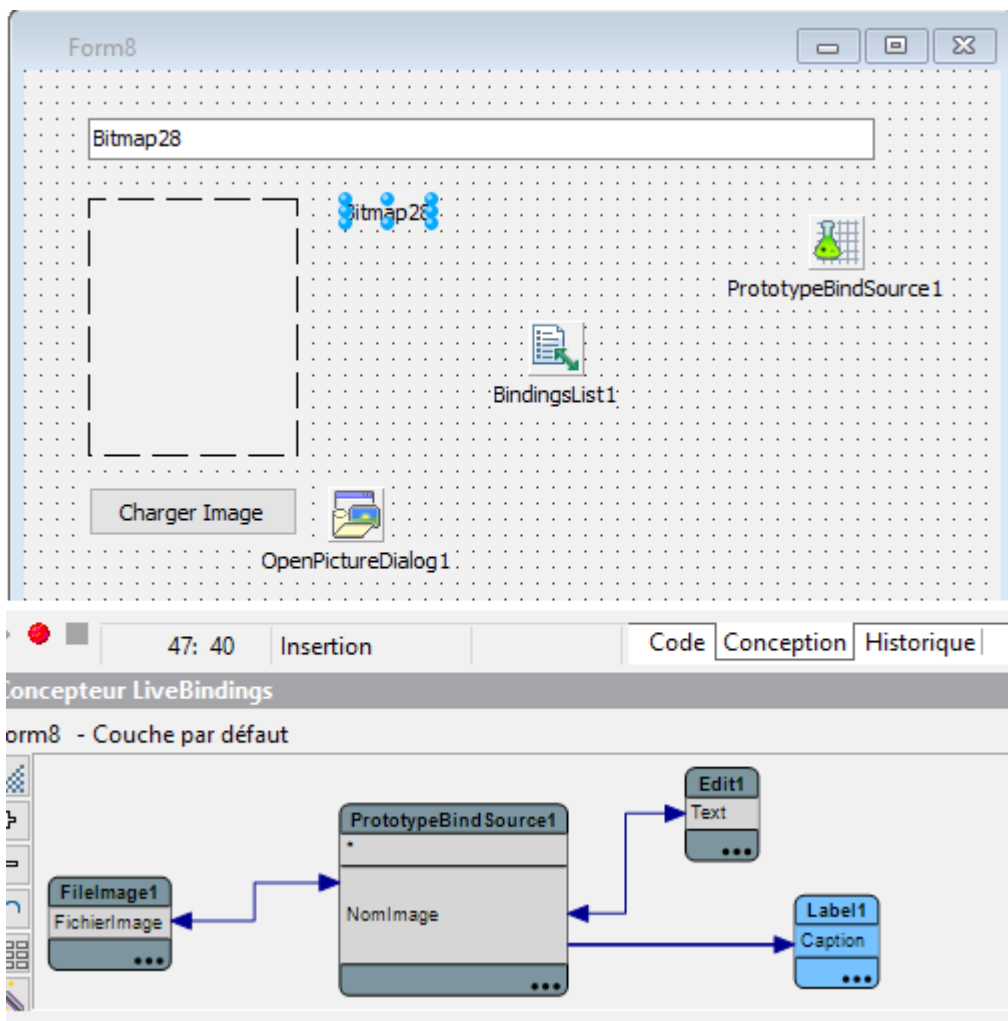 Form8
Bitmap28
Bitmap28
PrototypeBindSource1
BindingsList1
Charger Image
OpenPictureDialog1
47: 40 Insertion Code Conception Historique
Concepteur LiveBindings
orm8 - Couche par défaut
Edit1
Text
PrototypeBindSource1
*
NomImage
FileImage1
FichierImage
Label1
Caption